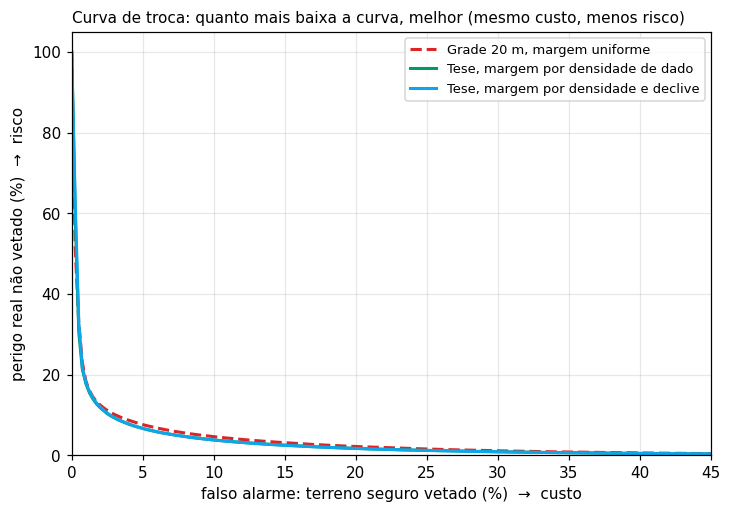 Curva de troca: quanto mais baixa a curva, melhor (mesmo custo, menos risco)
Grade 20 m, margem uniforme
Tese, margem por densidade de dado
Tese, margem por densidade e declive
perigo real não vetado (%) → risco
100
80
60
40
20
0
0 5 10 15 20 25 30 35 40 45
falso alarme: terreno seguro vetado (%) → custo